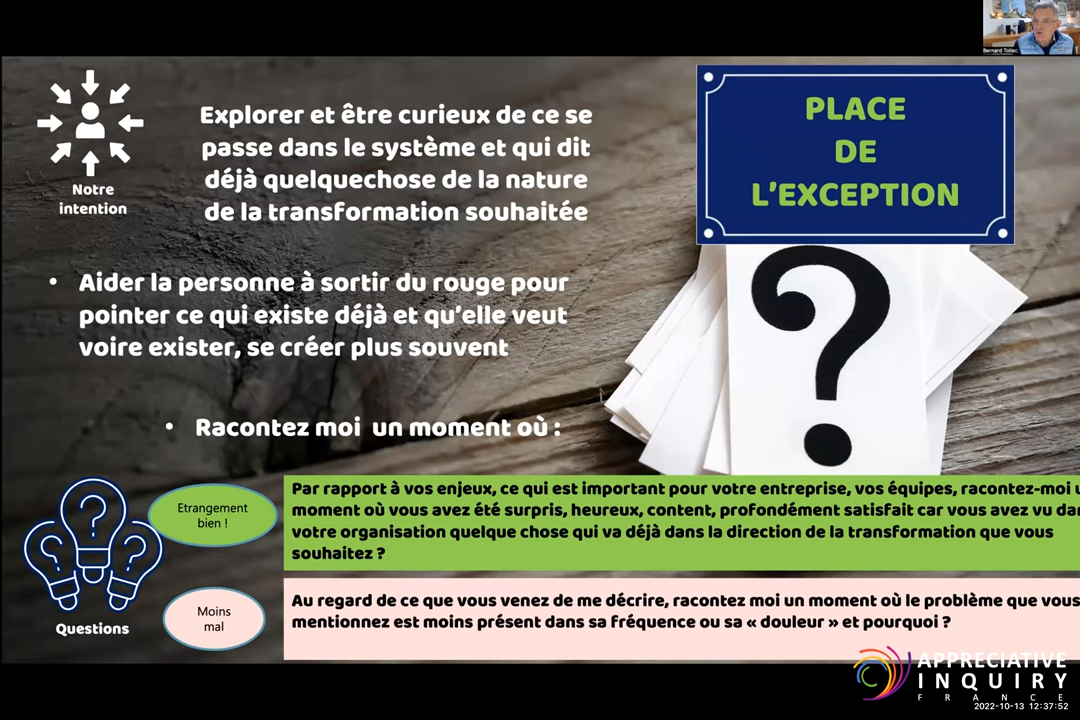 Bernard Tollec
Notre
intention
Explorer et être curieux de ce se
passe dans le système et qui dit
déjà quelquechose de la nature
de la transformation souhaitée
PLACE
DE
L'EXCEPTION
• Aider la personne à sortir du rouge pour
pointer ce qui existe déjà et qu'elle veut
voire exister, se créer plus souvent
• Racontez moi un moment où :
?
Questions
Etrangement
bien !
Par rapport à vos enjeux, ce qui est important pour votre entreprise, vos équipes, racontez-moi u
moment où vous avez été surpris, heureux, content, profondément satisfait car vous avez vu dan
votre organisation quelque chose qui va déjà dans la direction de la transformation que vous
souhaitez ?
Moins
mal
Au regard de ce que vous venez de me décrire, racontez moi un moment où le problème que vous
mentionnez est moins présent dans sa fréquence ou sa « douleur » et pourquoi ?
APPRECIATIVE
INQUIRY
FRANCE
2022-10-13 12:37:52